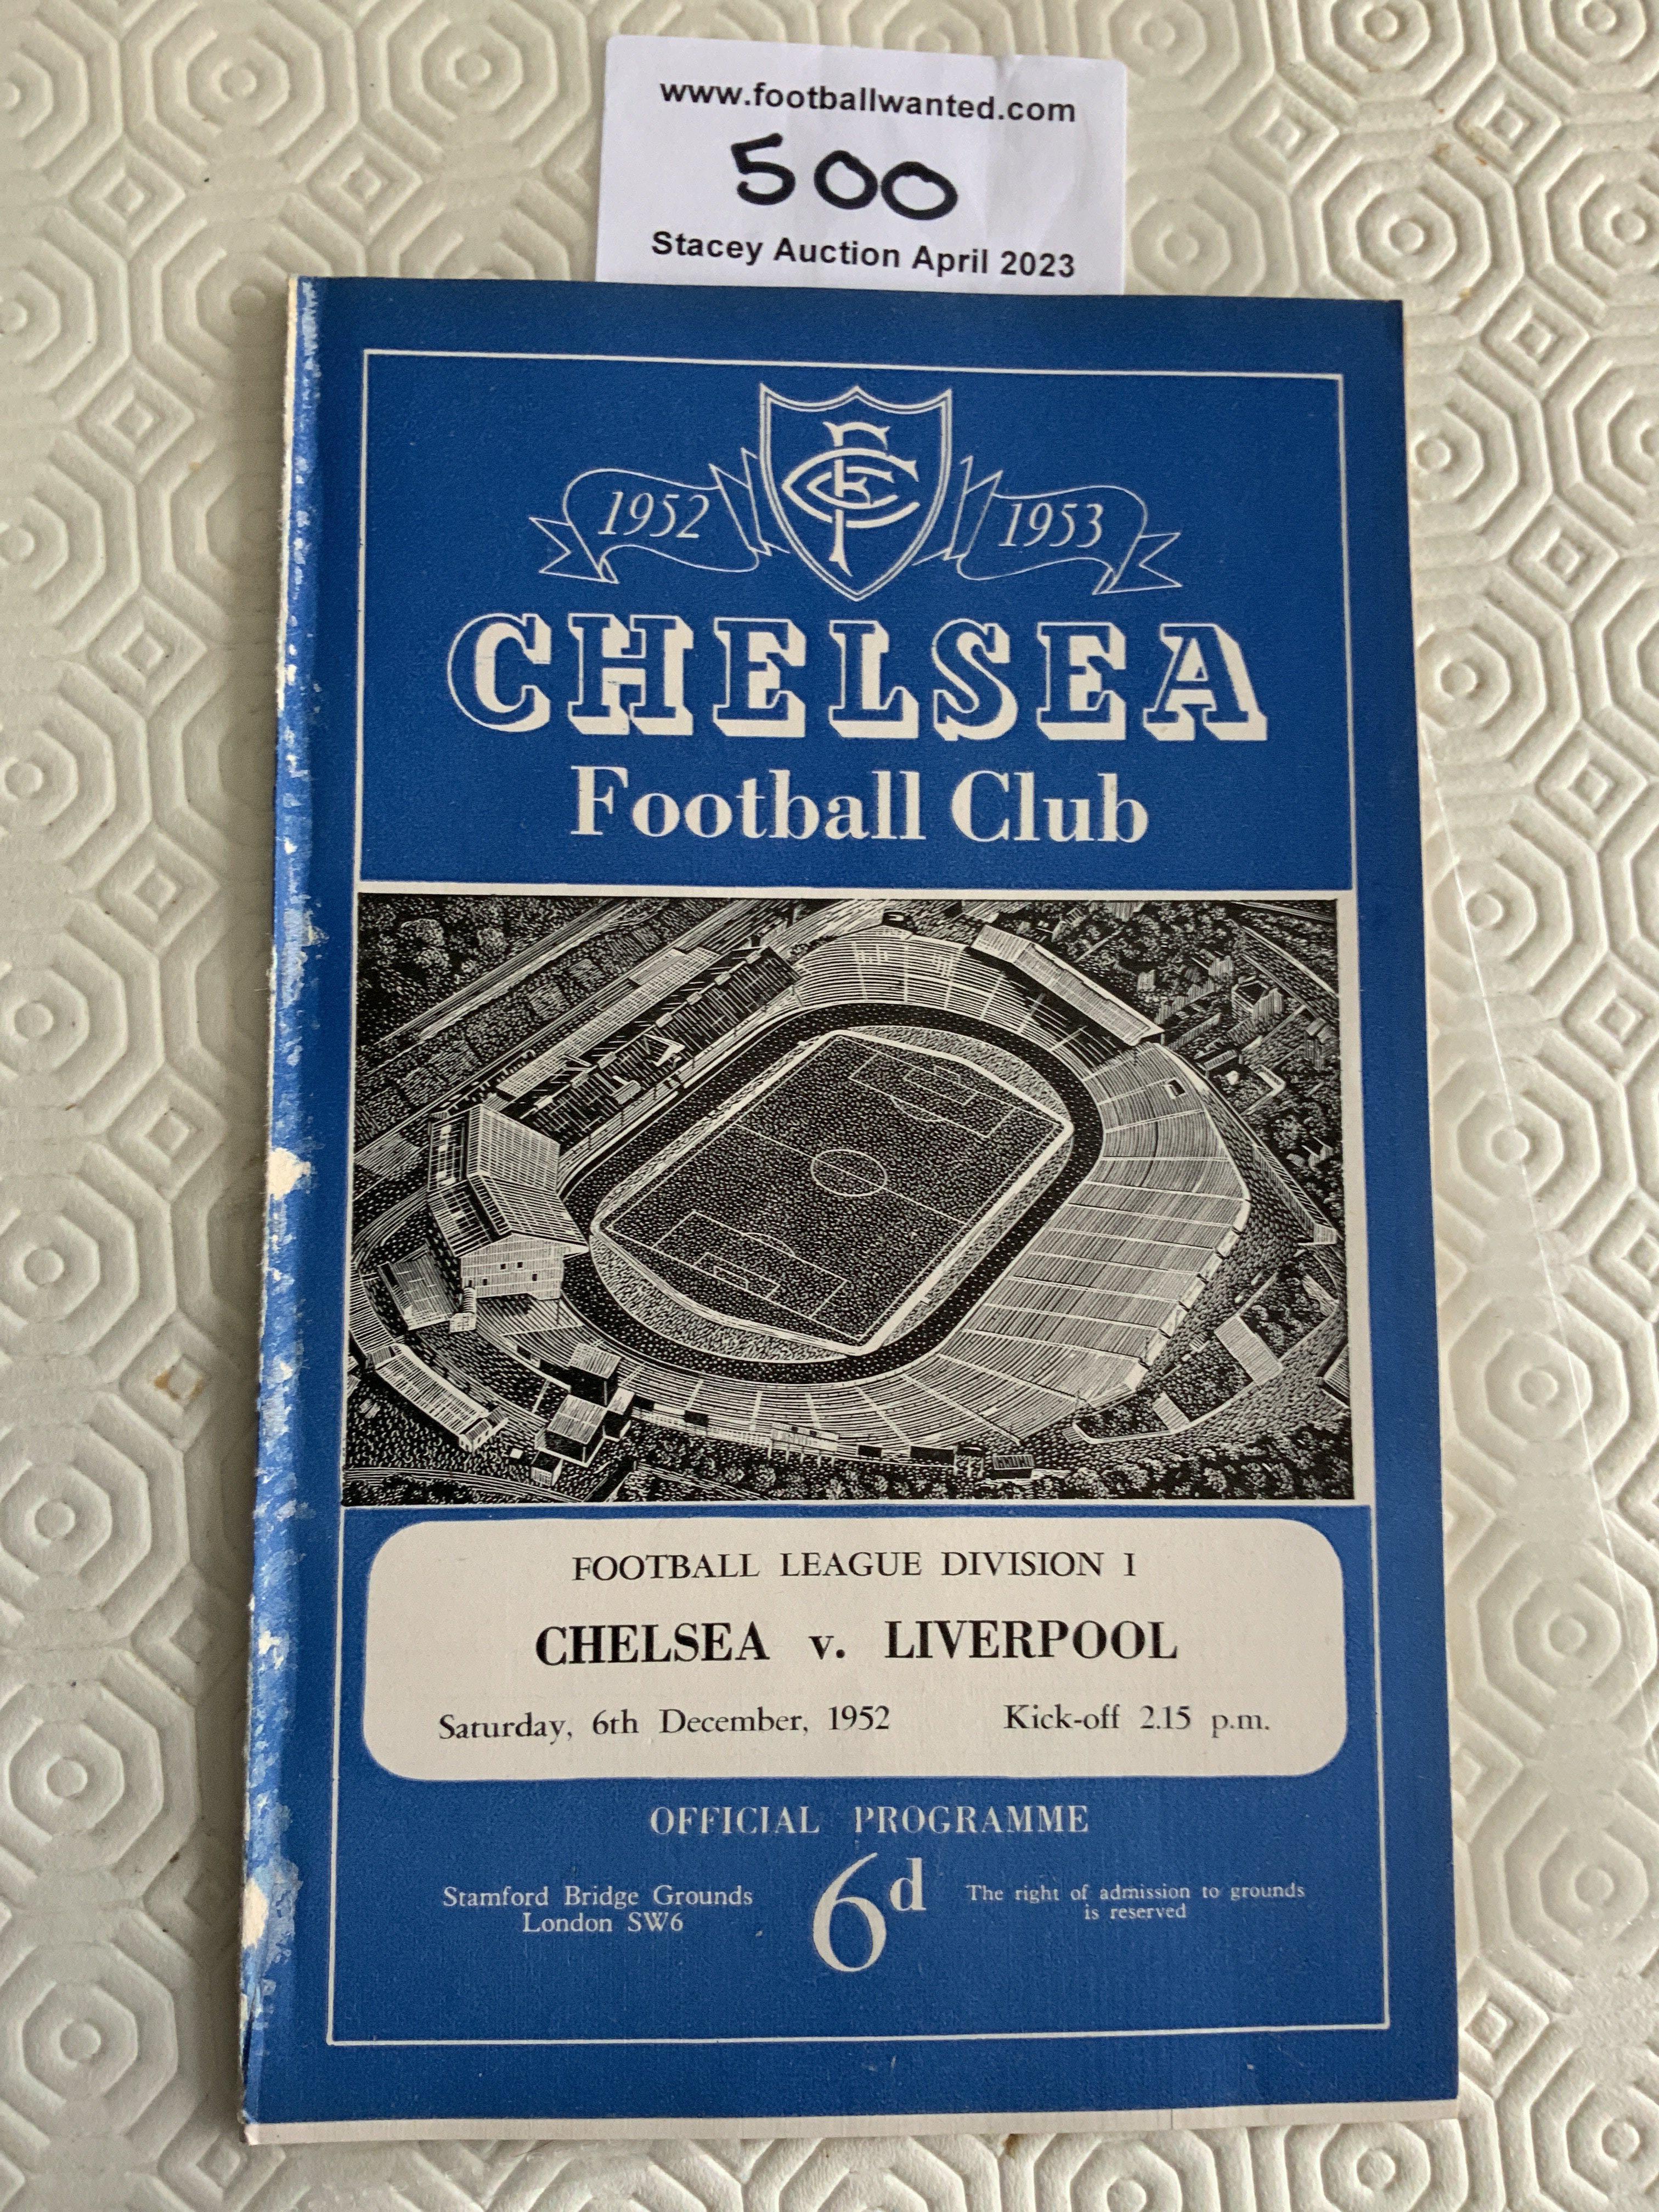 www.footballwanted.com
500
Stacey Auction April 2023
1952 CFC 1953
CHELSEA
Football Club
FOOTBALL LEAGUE DIVISION I
CHELSEA v. LIVERPOOL
Saturday, 6th December, 1952 Kick-off 2.15 p.m.
OFFICIAL PROGRAMME
6d
Stamford Bridge Grounds
London SW6
The right of admission to grounds
is reserved